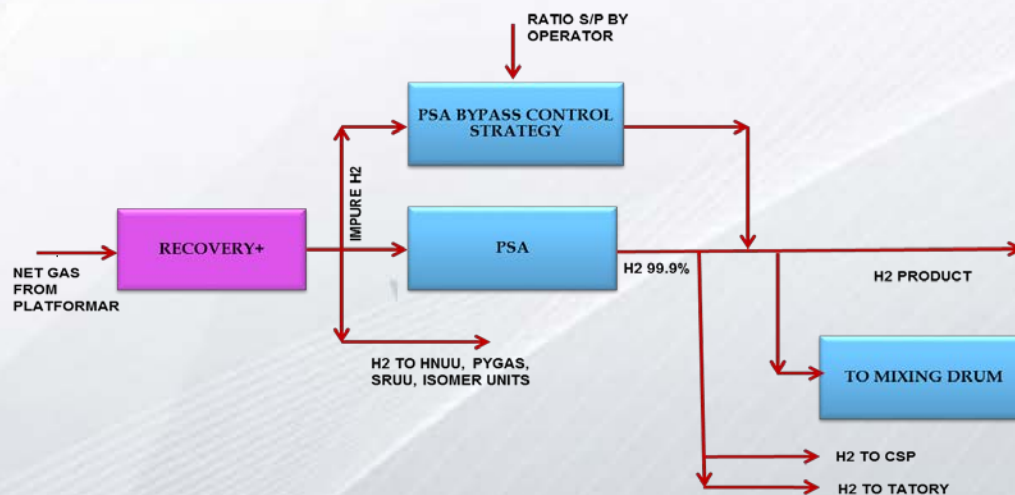 RATIO S/P BY
OPERATOR
PSA BYPASS CONTROL
STRATEGY
IMPURE H2
RECOVERY+
PSA
NET GAS
FROM
PLATFORMAR
H2 99.9%
H2 PRODUCT
H2 TO HNUU, PYGAS,
SRUU, ISOMER UNITS
TO MIXING DRUM
H2 TO CSP
H2 TO TATORY